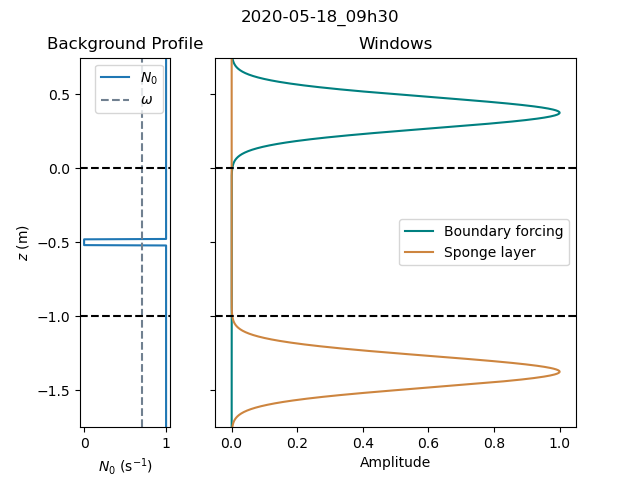 2020-05-18_09h30
Background Profile
Windows
N₀
ω
0.5
0.0
−0.5
−1.0
−1.5
z (m)
0 1
N₀ (s⁻¹)
Boundary forcing
Sponge layer
0.0 0.2 0.4 0.6 0.8 1.0
Amplitude